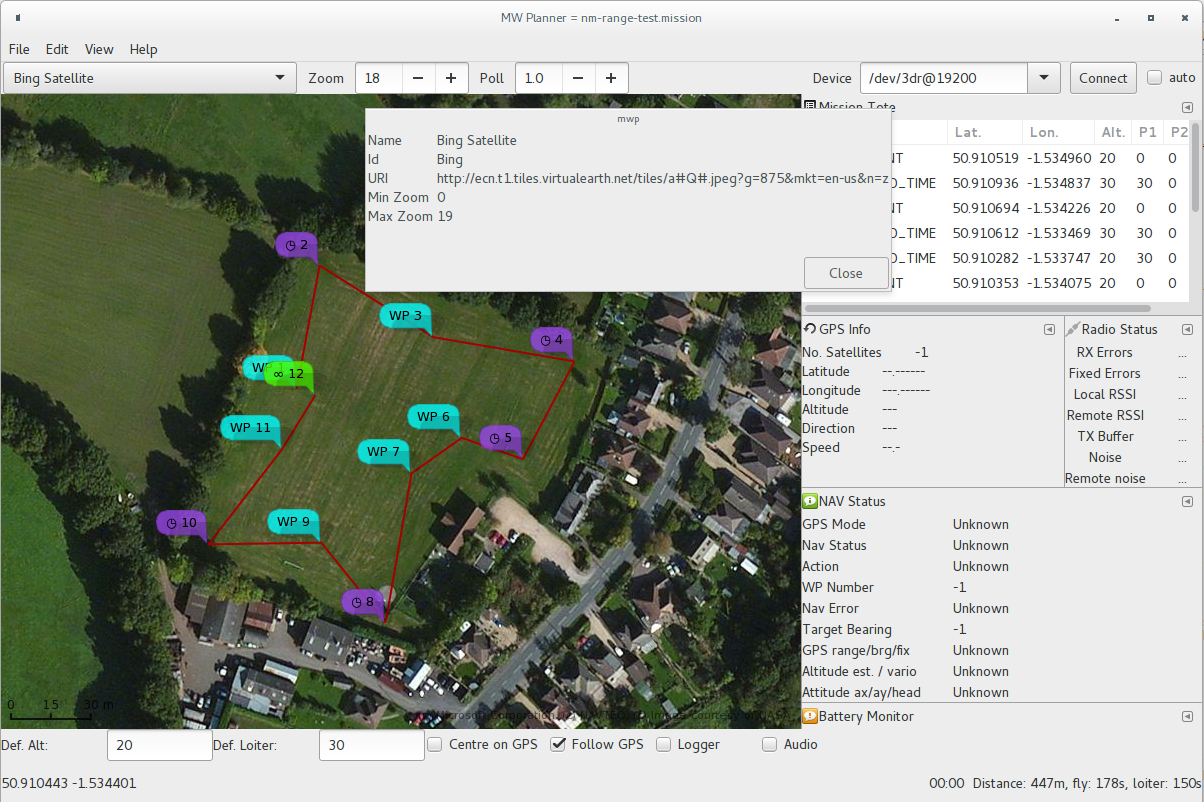 MW Planner = nm-range-test.mission
File Edit View Help
Bing Satellite Zoom 18 − + Poll 1.0 − + Device /dev/3dr@19200 Connect auto
mwp
Name Bing Satellite
Id Bing
URI http://ecn.t1.tiles.virtualearth.net/tiles/a#Q#.jpeg?g=875&mkt=en-us&n=z
Min Zoom 0
Max Zoom 19
Close
2
WP 3
4
WP
∞ 12
WP 6
WP 11
5
WP 7
10
WP 9
8
0 15 30 m
Mission Tote
Lat. Lon. Alt. P1 P2
NT 50.910519 -1.534960 20 0 0
D_TIME 50.910936 -1.534837 30 30 0
NT 50.910694 -1.534226 20 0 0
D_TIME 50.910612 -1.533469 30 30 0
D_TIME 50.910282 -1.533747 20 30 0
NT 50.910353 -1.534075 20 0 0
GPS Info
No. Satellites -1
Latitude --.------
Longitude ---.------
Altitude ---
Direction ---
Speed --.-
Radio Status
RX Errors ...
Fixed Errors ...
Local RSSI ...
Remote RSSI ...
TX Buffer ...
Noise ...
Remote noise ...
NAV Status
GPS Mode Unknown
Nav Status Unknown
Action Unknown
WP Number -1
Nav Error Unknown
Target Bearing -1
GPS range/brg/fix Unknown
Altitude est. / vario Unknown
Attitude ax/ay/head Unknown
Battery Monitor
Def. Alt: 20 Def. Loiter: 30 Centre on GPS Follow GPS Logger Audio
50.910443 -1.534401 00:00 Distance: 447m, fly: 178s, loiter: 150s